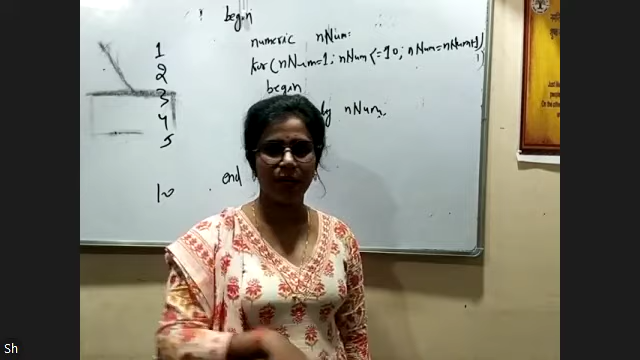 begin
numeric nNum;
for(nNum=1; nNum<=10; nNum=nNum+1)
begin
nNum;
end
1
2
3
4
5
10
Sh